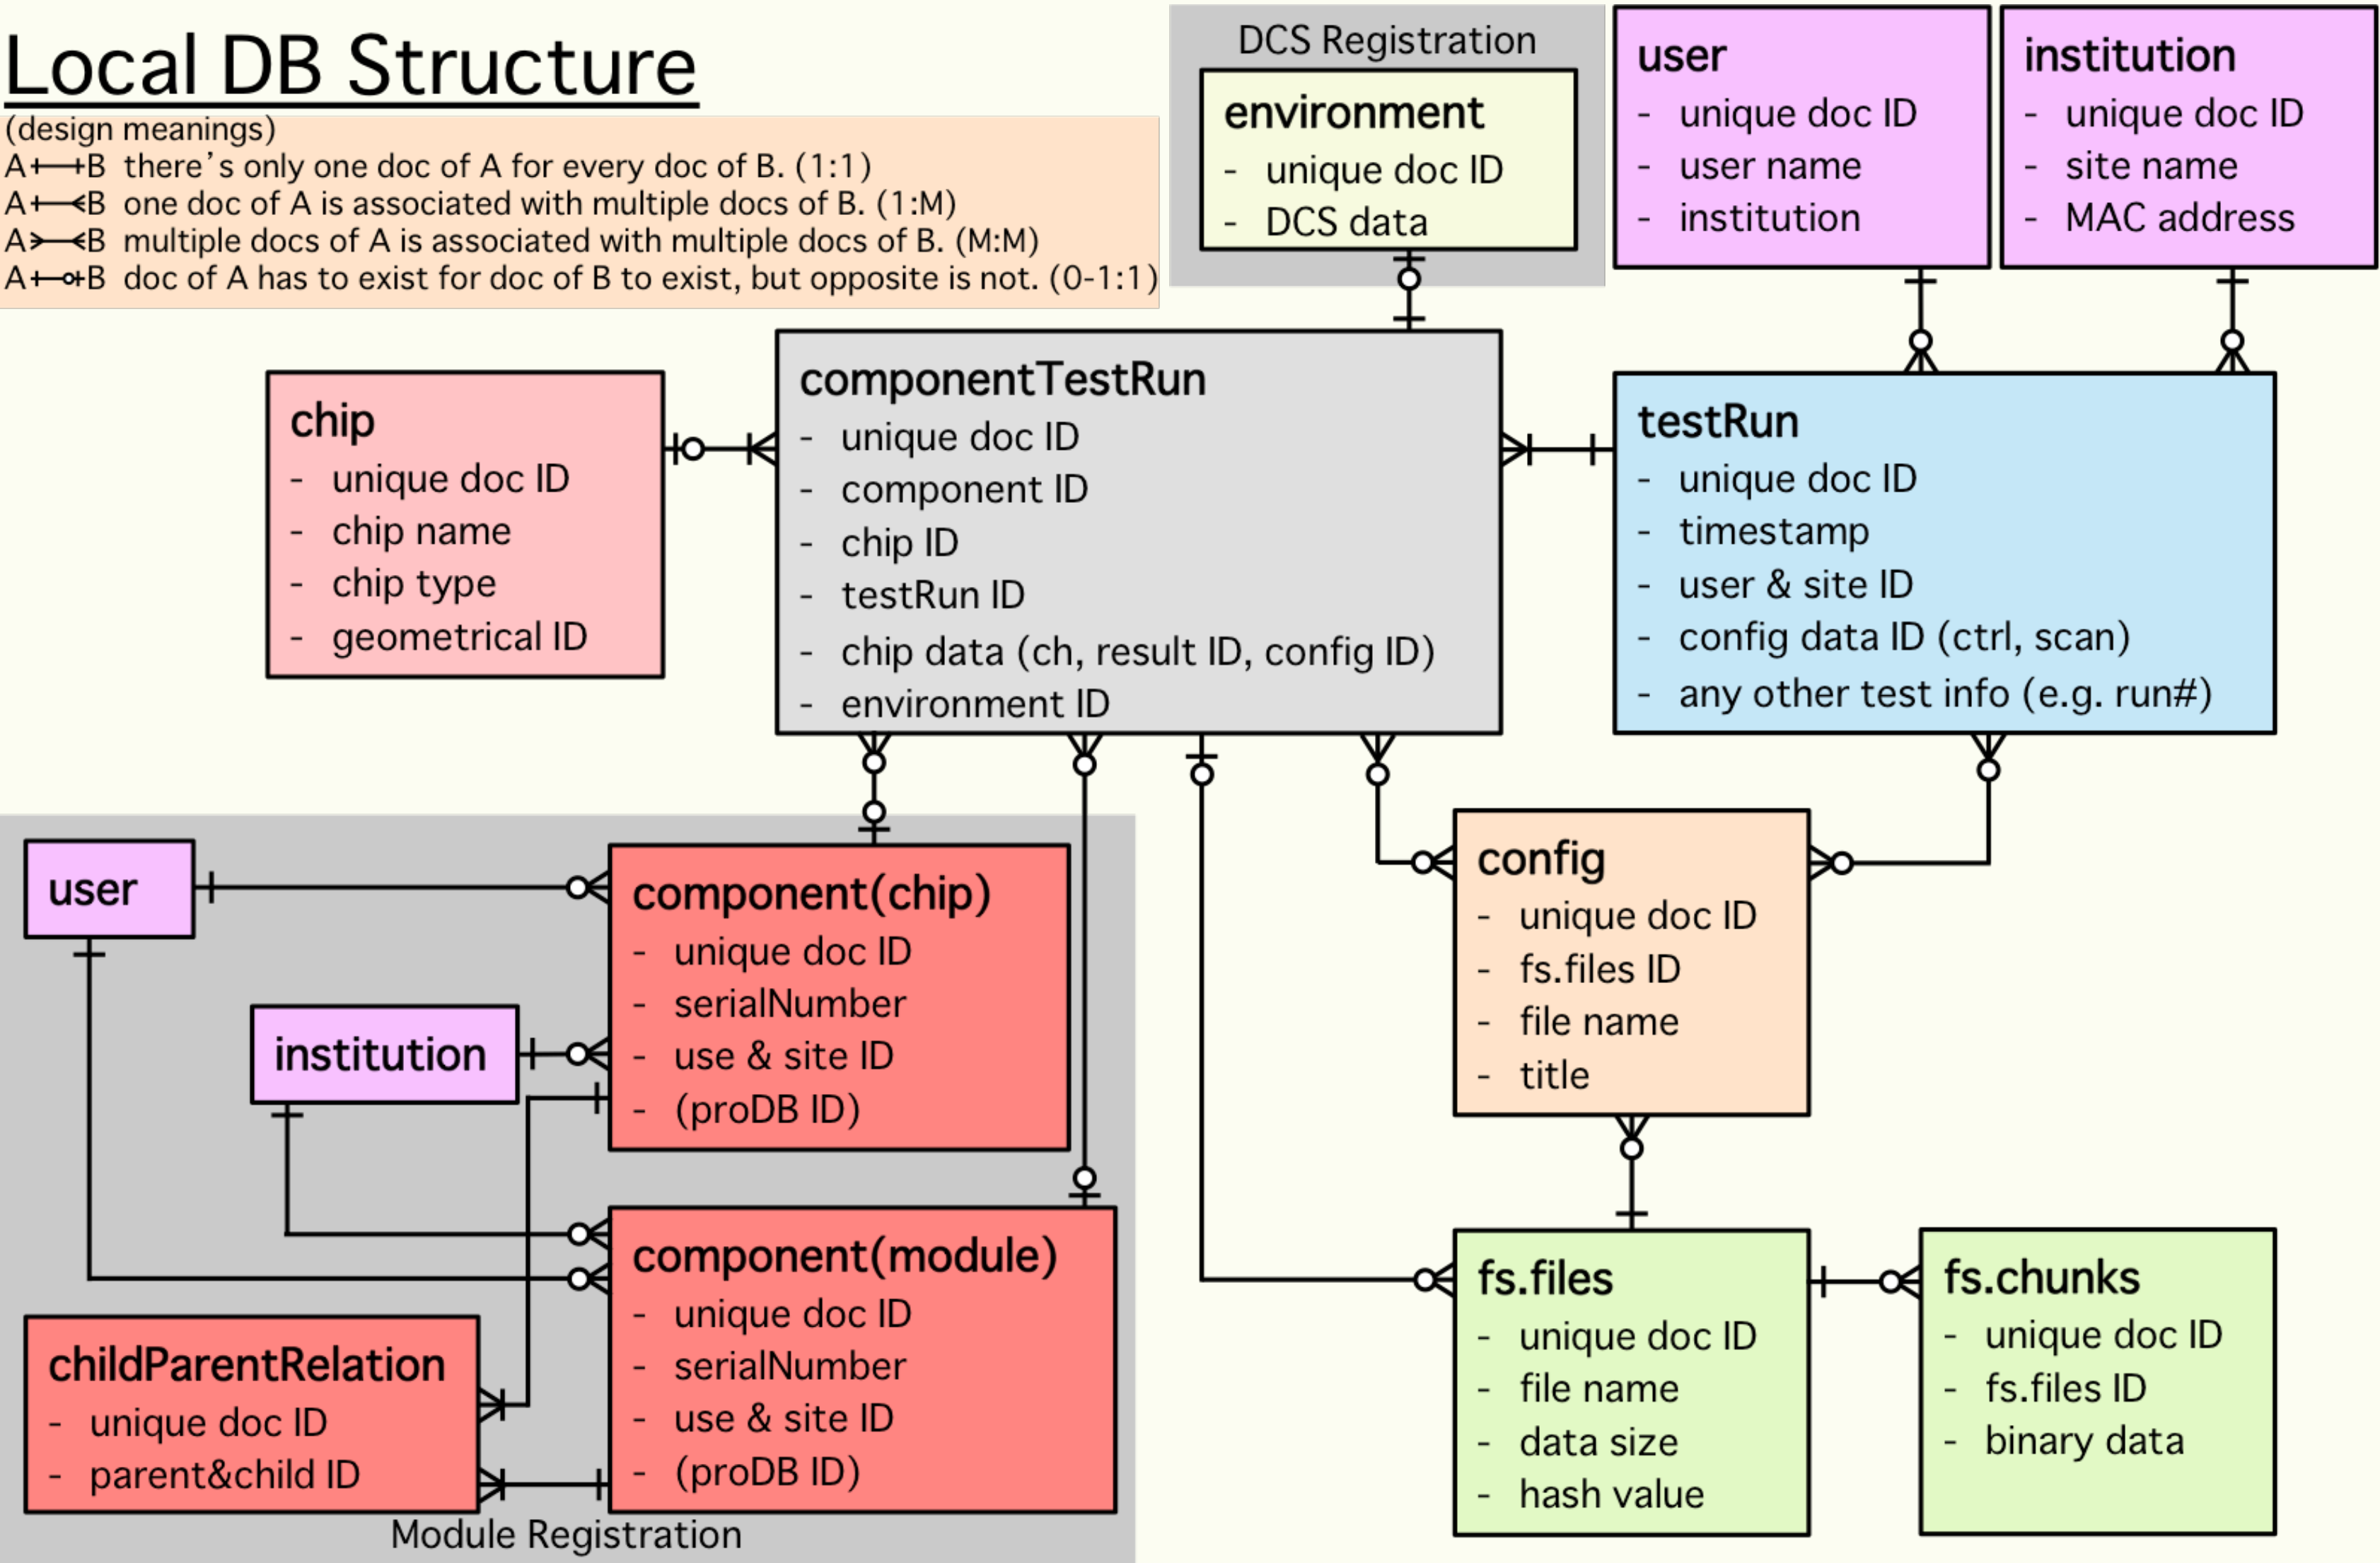 Local DB Structure
(design meanings)
A B there's only one doc of A for every doc of B. (1:1)
A B one doc of A is associated with multiple docs of B. (1:M)
A B multiple docs of A is associated with multiple docs of B. (M:M)
A B doc of A has to exist for doc of B to exist, but opposite is not. (0-1:1)
DCS Registration
environment
- unique doc ID
- DCS data
user
- unique doc ID
- user name
- institution
institution
- unique doc ID
- site name
- MAC address
chip
- unique doc ID
- chip name
- chip type
- geometrical ID
componentTestRun
- unique doc ID
- component ID
- chip ID
- testRun ID
- chip data (ch, result ID, config ID)
- environment ID
testRun
- unique doc ID
- timestamp
- user & site ID
- config data ID (ctrl, scan)
- any other test info (e.g. run#)
user
institution
component(chip)
- unique doc ID
- serialNumber
- use & site ID
- (proDB ID)
component(module)
- unique doc ID
- serialNumber
- use & site ID
- (proDB ID)
childParentRelation
- unique doc ID
- parent&child ID
Module Registration
config
- unique doc ID
- fs.files ID
- file name
- title
fs.files
- unique doc ID
- file name
- data size
- hash value
fs.chunks
- unique doc ID
- fs.files ID
- binary data